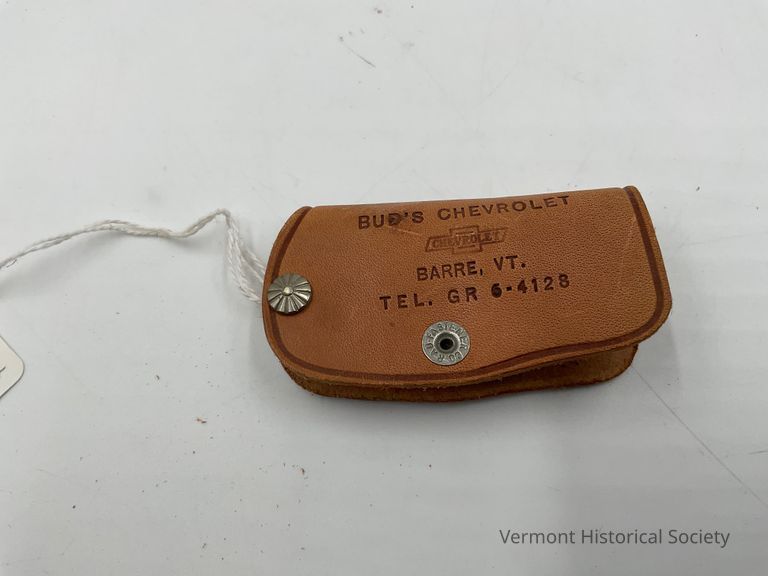 BUD'S CHEVROLET
CHEVROLET
BARRE, VT.
TEL. GR 6-4128
Vermont Historical Society